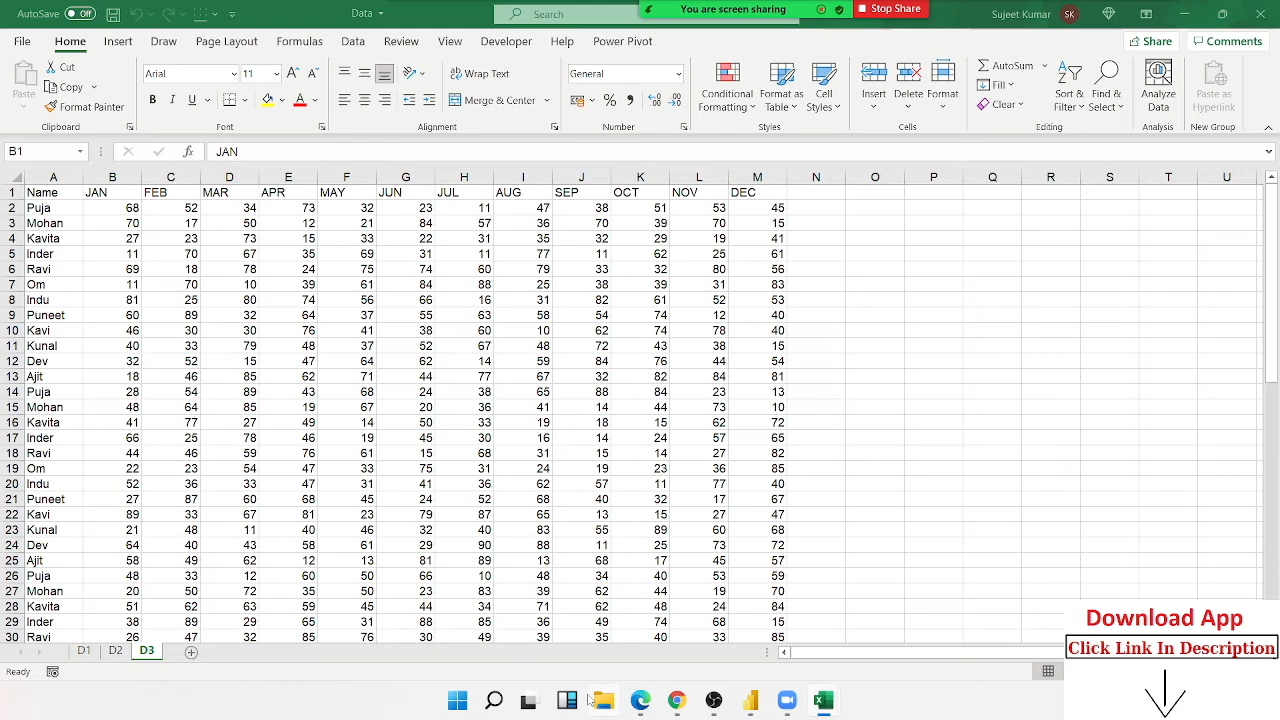 AutoSave Off Data Search You are screen sharing Stop Share Sujeet Kumar SK
File Home Insert Draw Page Layout Formulas Data Review View Developer Help Power Pivot Share Comments
Paste Cut Copy Format Painter Clipboard
Arial 11 B I U A Font
Wrap Text Merge & Center Alignment
General % Number
Conditional Formatting Format as Table Cell Styles Styles
Insert Delete Format Cells
AutoSum Fill Clear Sort & Filter Find & Select Editing
Analyze Data Analysis
Paste as Hyperlink New Group
B1 fx JAN
A B C D E F G H I J K L M N O P Q R S T U
1 Name JAN FEB MAR APR MAY JUN JUL AUG SEP OCT NOV DEC
2 Puja 68 52 34 73 32 23 11 47 38 51 53 45
3 Mohan 70 17 50 12 21 84 57 36 70 39 70 15
4 Kavita 27 23 73 15 33 22 31 35 32 29 19 41
5 Inder 11 70 67 35 69 31 11 77 11 62 25 61
6 Ravi 69 18 78 24 75 74 60 79 33 32 80 56
7 Om 11 70 10 39 61 84 88 25 38 39 31 83
8 Indu 81 25 80 74 56 66 16 31 82 61 52 53
9 Puneet 60 89 32 64 37 55 63 58 54 74 12 40
10 Kavi 46 30 30 76 41 38 60 10 62 74 78 40
11 Kunal 40 33 79 48 37 52 67 48 72 43 38 15
12 Dev 32 52 15 47 64 62 14 59 84 76 44 54
13 Ajit 18 46 85 62 71 44 77 67 32 82 84 81
14 Puja 28 54 89 43 68 24 38 65 88 84 23 13
15 Mohan 48 64 85 19 67 20 36 41 14 44 73 10
16 Kavita 41 77 27 49 14 50 33 19 18 15 62 72
17 Inder 66 25 78 46 19 45 30 16 14 24 57 65
18 Ravi 44 46 59 76 61 15 68 31 15 14 27 82
19 Om 22 23 54 47 33 75 31 24 19 23 36 85
20 Indu 52 36 33 47 31 41 36 62 57 11 77 40
21 Puneet 27 87 60 68 45 24 52 68 40 32 17 67
22 Kavi 89 33 67 81 23 79 87 65 13 15 27 47
23 Kunal 21 48 11 40 46 32 40 83 55 89 60 68
24 Dev 64 40 43 58 61 29 90 88 11 25 73 72
25 Ajit 58 49 62 12 13 81 89 13 68 17 45 57
26 Puja 48 33 12 60 50 66 10 48 34 40 53 59
27 Mohan 20 50 72 35 50 23 83 39 62 44 19 70
28 Kavita 51 62 63 59 45 44 34 71 62 48 24 84
29 Inder 38 89 29 65 31 88 85 36 49 74 68 15
30 Ravi 26 47 32 85 76 30 49 39 35 40 33 85
D1 D2 D3
Ready
Download App
Click Link In Description